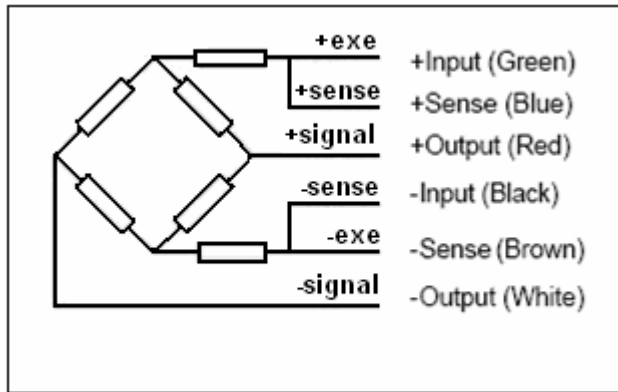 +exe +Input (Green)
+sense +Sense (Blue)
+signal +Output (Red)
-sense -Input (Black)
-exe -Sense (Brown)
-signal -Output (White)